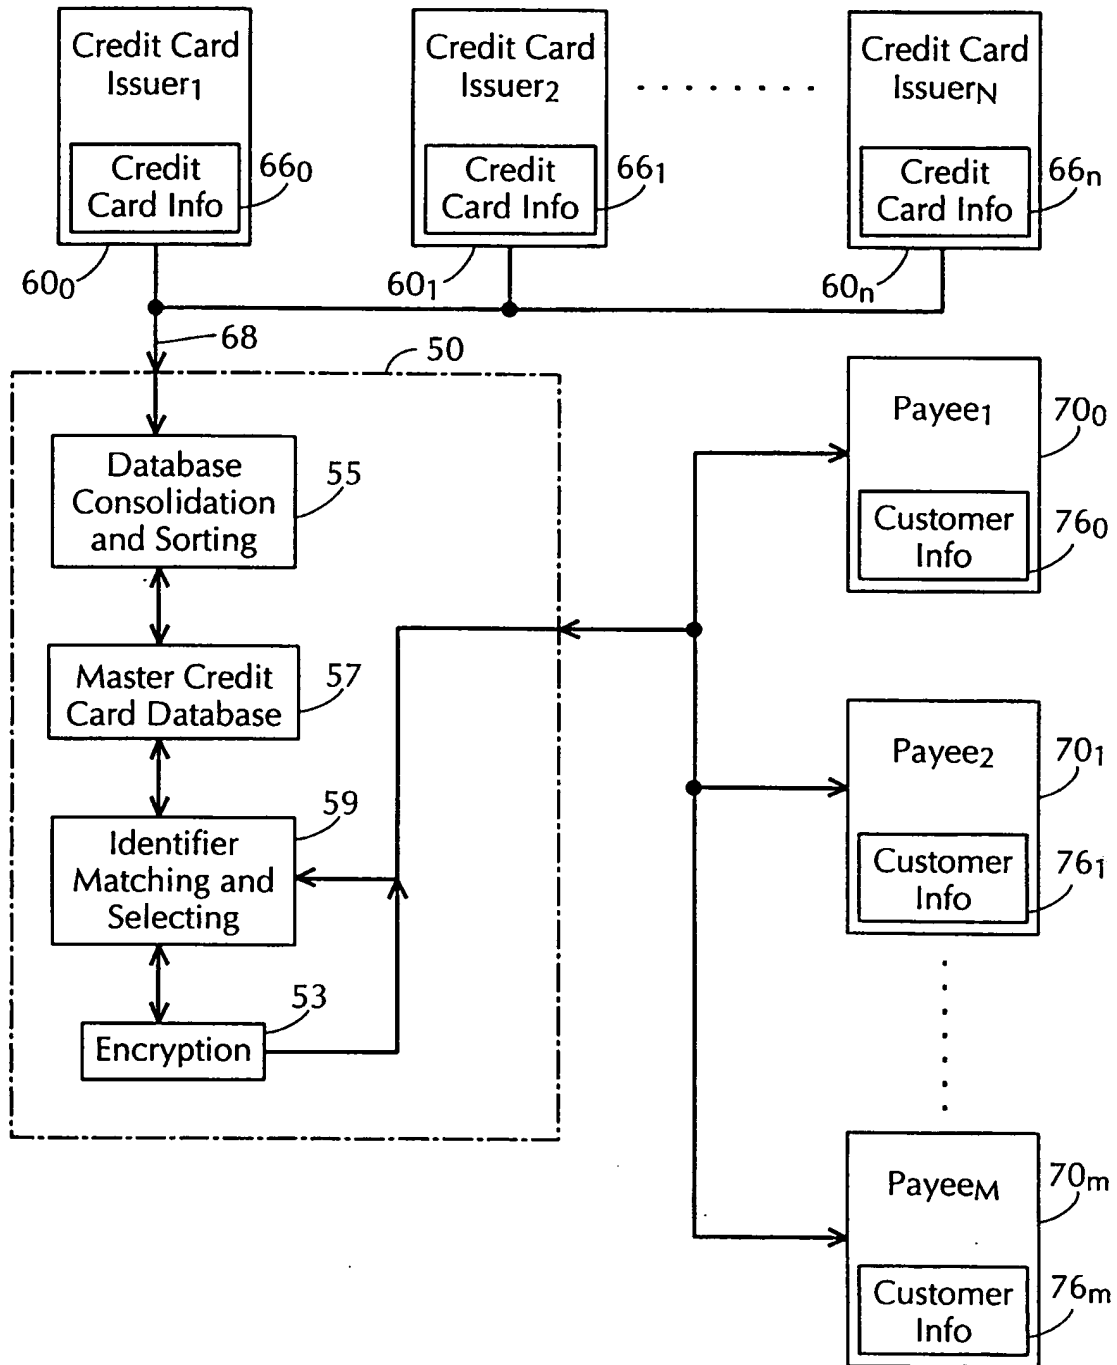 Credit Card
Issuer1
Credit
Card Info
660
600
Credit Card
Issuer2
Credit
Card Info
661
601
. . . . . . . .
Credit Card
IssuerN
Credit
Card Info
66n
60n
68
50
Database
Consolidation
and Sorting
55
Master Credit
Card Database
57
Identifier
Matching and
Selecting
59
Encryption
53
Payee1
700
Customer
Info
760
Payee2
701
Customer
Info
761
PayeeM
70m
Customer
Info
76m